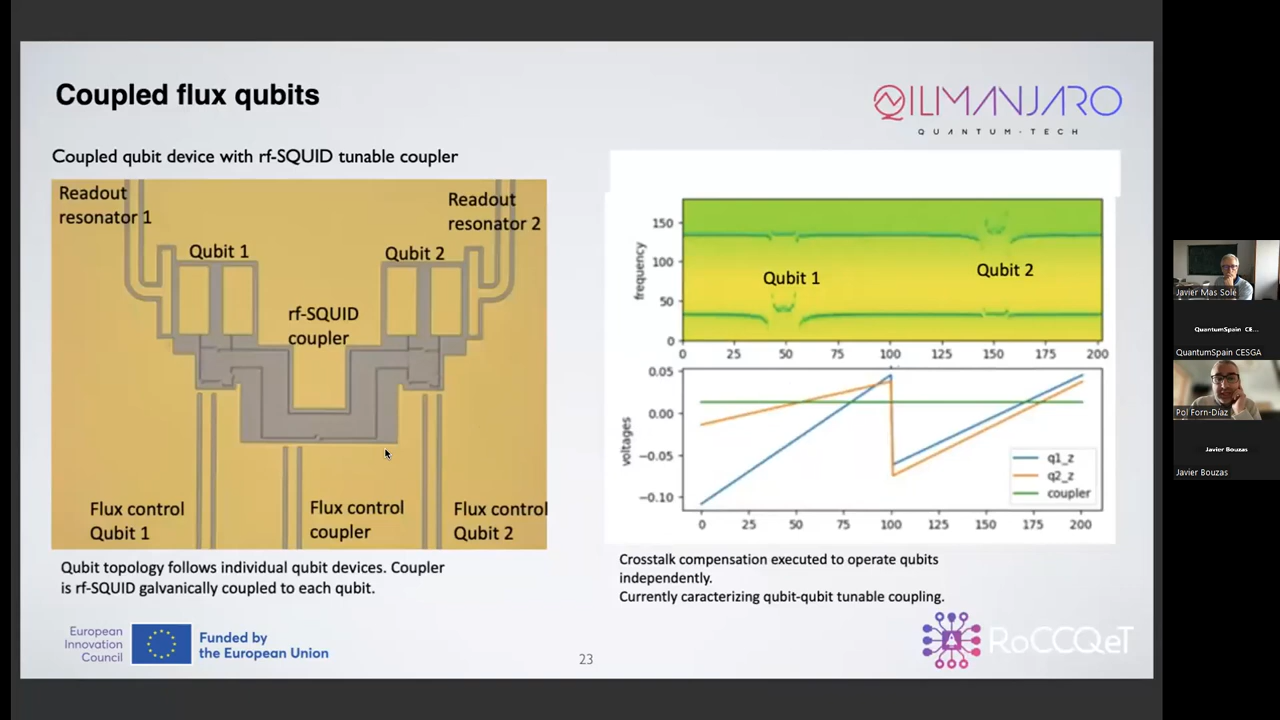 Coupled flux qubits
QILIMANJARO
QUANTUM·TECH
Coupled qubit device with rf-SQUID tunable coupler
Readout
resonator 1
Readout
resonator 2
Qubit 1
Qubit 2
rf-SQUID
coupler
Flux control
Qubit 1
Flux control
coupler
Flux control
Qubit 2
Qubit topology follows individual qubit devices. Coupler
is rf-SQUID galvanically coupled to each qubit.
frequency
150
100
50
0
Qubit 1
Qubit 2
0 25 50 75 100 125 150 175 200
voltages
0.05
0.00
−0.05
−0.10
q1_z
q2_z
coupler
0 25 50 75 100 125 150 175 200
Crosstalk compensation executed to operate qubits
independently.
Currently caracterizing qubit-qubit tunable coupling.
European
Innovation
Council
Funded by
the European Union
23
RoCCQeT
Javier Mas Solé
QuantumSpain CE...
QuantumSpain CESGA
Pol Forn-Díaz
Javier Bouzas
Javier Bouzas